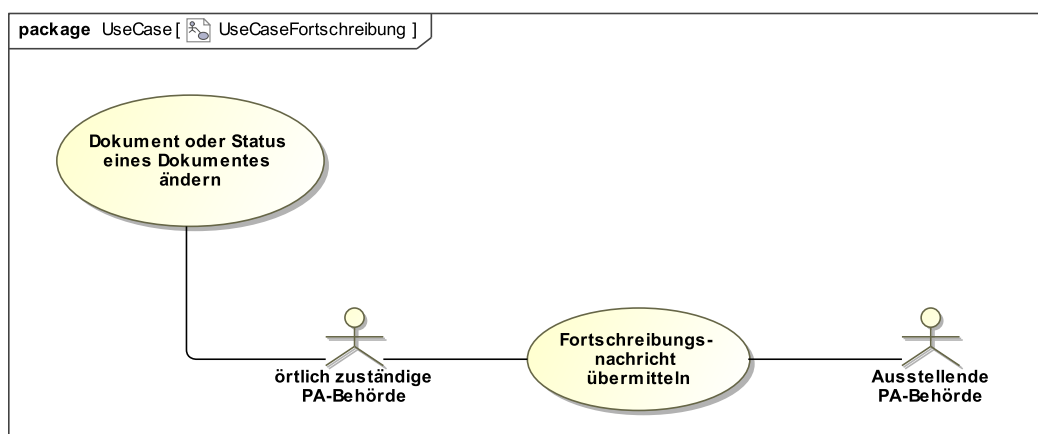 package UseCase [ UseCaseFortschreibung ]
Dokument oder Status
eines Dokumentes
ändern
örtlich zuständige
PA-Behörde
Fortschreibungs-
nachricht
übermitteln
Ausstellende
PA-Behörde